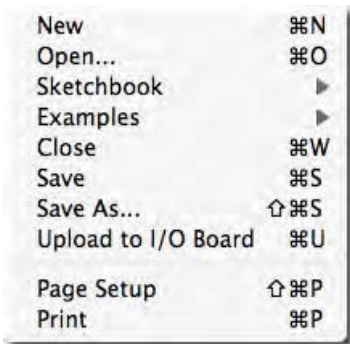 New ⌘N
Open... ⌘O
Sketchbook ▶
Examples ▶
Close ⌘W
Save ⌘S
Save As... ⇧⌘S
Upload to I/O Board ⌘U
Page Setup ⇧⌘P
Print ⌘P